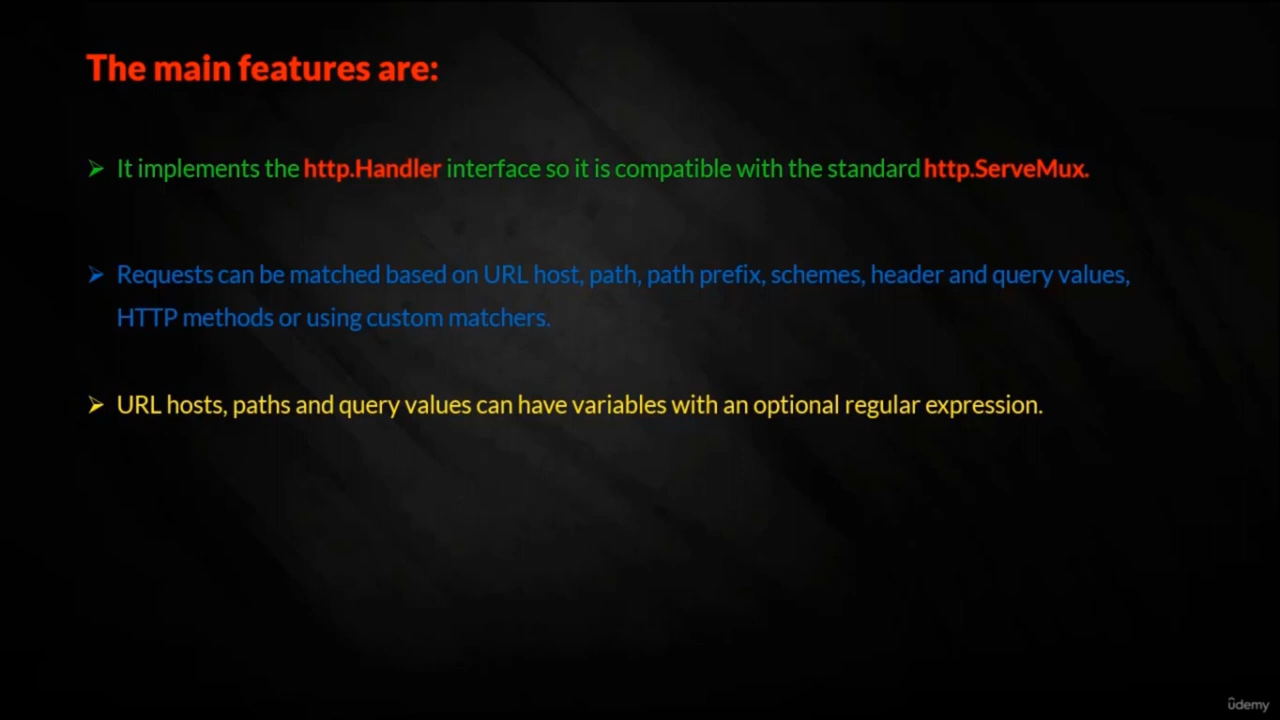 The main features are:
➢ It implements the http.Handler interface so it is compatible with the standard http.ServeMux.
➢ Requests can be matched based on URL host, path, path prefix, schemes, header and query values,
HTTP methods or using custom matchers.
➢ URL hosts, paths and query values can have variables with an optional regular expression.
ûdemy